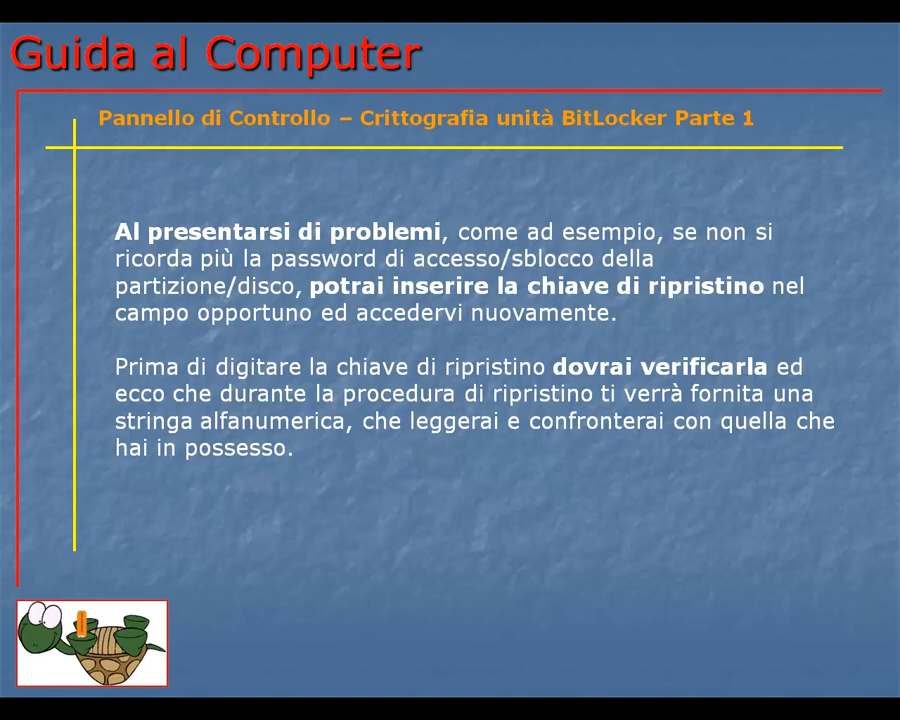 Guida al Computer
Pannello di Controllo – Crittografia unità BitLocker Parte 1
Al presentarsi di problemi, come ad esempio, se non si
ricorda più la password di accesso/sblocco della
partizione/disco, potrai inserire la chiave di ripristino nel
campo opportuno ed accedervi nuovamente.
Prima di digitare la chiave di ripristino dovrai verificarla ed
ecco che durante la procedura di ripristino ti verrà fornita una
stringa alfanumerica, che leggerai e confronterai con quella che
hai in possesso.